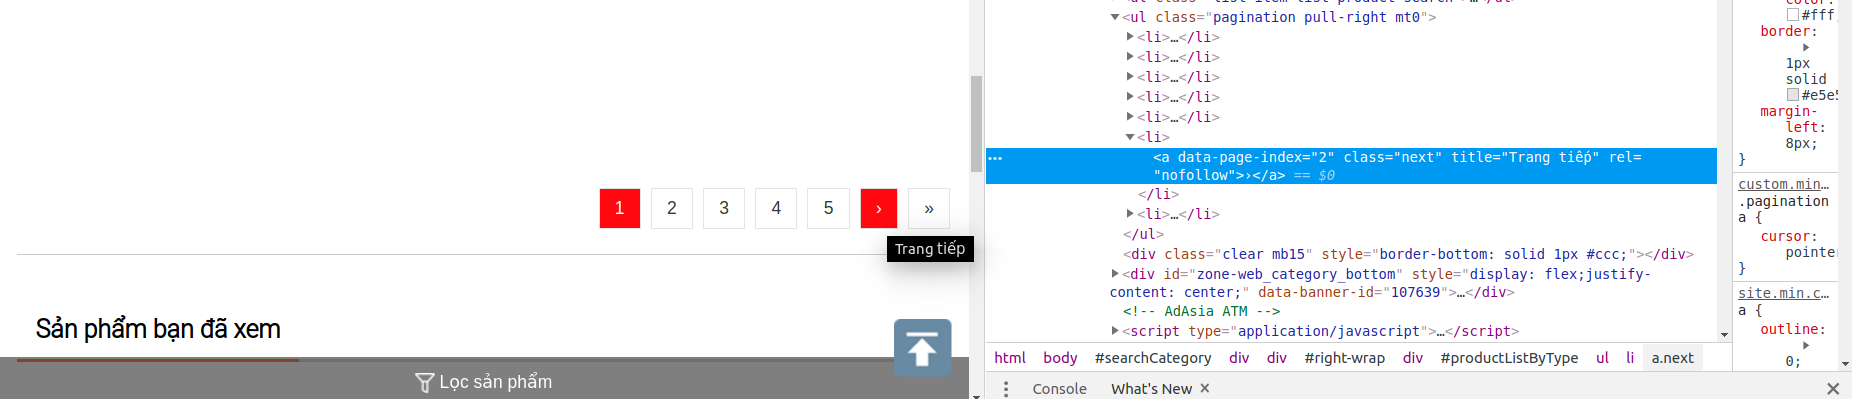 1 2 3 4 5 › »
Trang tiếp
Sản phẩm bạn đã xem
Lọc sản phẩm
<ul class="pagination pull-right mt0">
<li>…</li>
<li>…</li>
<li>…</li>
<li>…</li>
<li>…</li>
<li>
<a data-page-index="2" class="next" title="Trang tiếp" rel=
"nofollow">›</a> == $0
</li>
<li>…</li>
</ul>
<div class="clear mb15" style="border-bottom: solid 1px #ccc;"></div>
<div id="zone-web_category_bottom" style="display: flex;justify-
content: center;" data-banner-id="107639">…</div>
<!-- AdAsia ATM -->
<script type="application/javascript">…</script>
html body #searchCategory div div #right-wrap div #productListByType ul li a.next
Console What's New ×
#fff
border:
1px
solid
#e5e5
margin-
left:
8px;
}
custom.min…
.pagination
a {
cursor:
pointer
}
site.min.c…
a {
outline:
0;